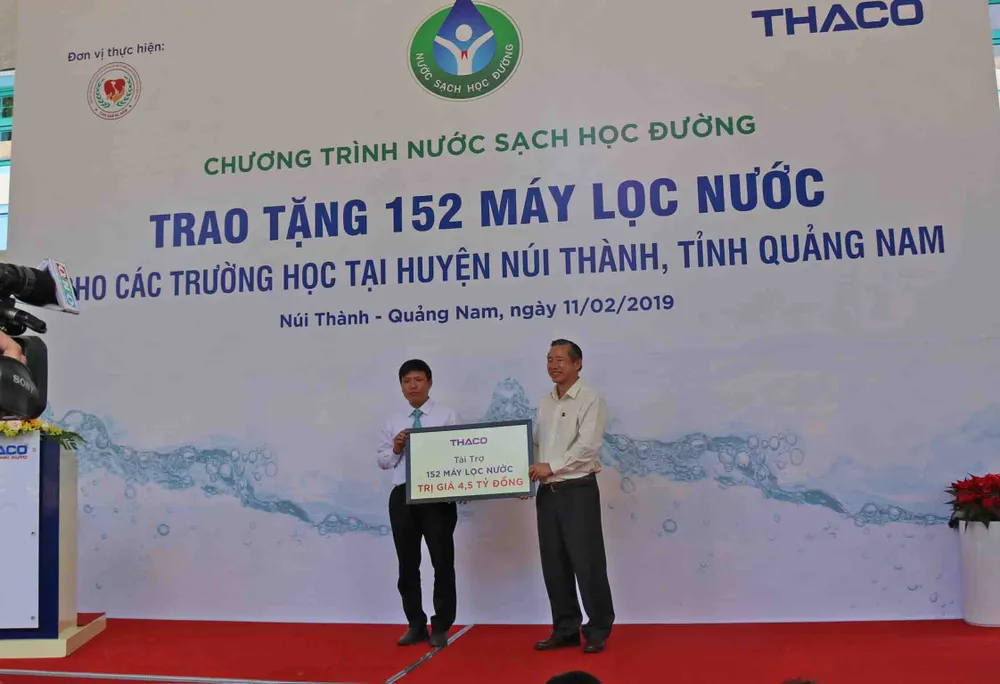 Đơn vị thực hiện:
NƯỚC SẠCH HỌC ĐƯỜNG
THACO
CHƯƠNG TRÌNH NƯỚC SẠCH HỌC ĐƯỜNG
TRAO TẶNG 152 MÁY LỌC NƯỚC
HO CÁC TRƯỜNG HỌC TẠI HUYỆN NÚI THÀNH, TỈNH QUẢNG NAM
Núi Thành - Quảng Nam, ngày 11/02/2019
SONY
THACO
Tài Trợ
152 MÁY LỌC NƯỚC
TRỊ GIÁ 4,5 TỶ ĐỒNG
ACO